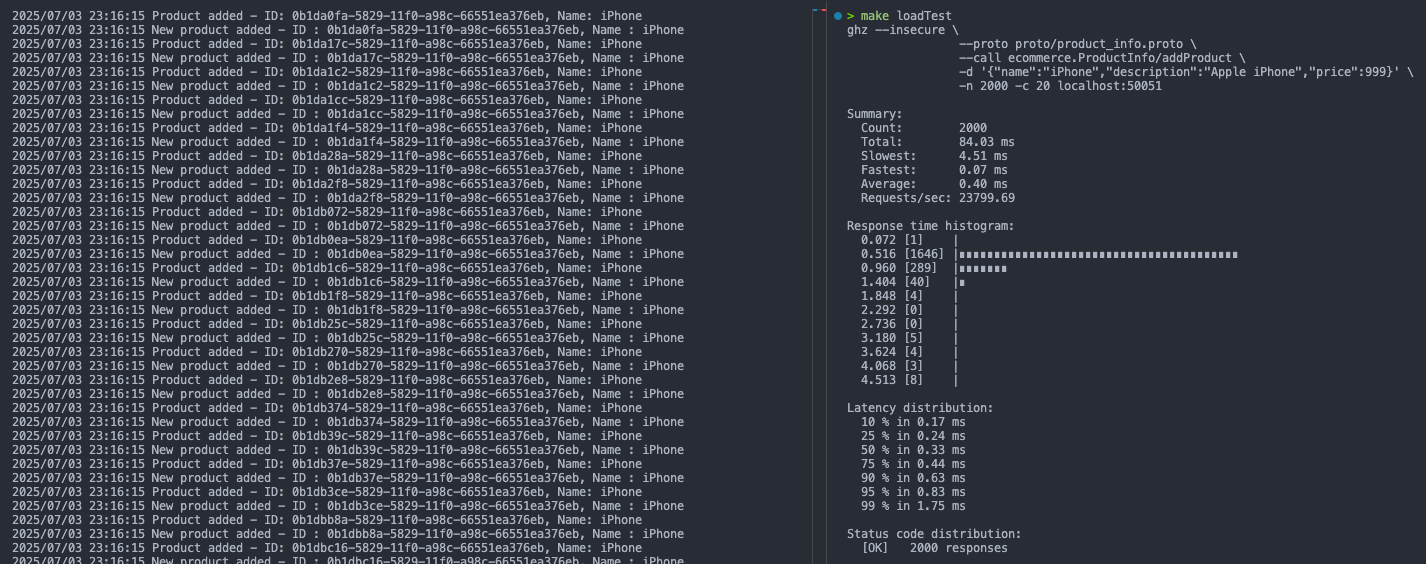 2025/07/03 23:16:15 Product added – ID: 0b1da0fa-5829-11f0-a98c-66551ea376eb, Name: iPhone
2025/07/03 23:16:15 New product added – ID : 0b1da0fa-5829-11f0-a98c-66551ea376eb, Name : iPhone
2025/07/03 23:16:15 Product added – ID: 0b1da17c-5829-11f0-a98c-66551ea376eb, Name: iPhone
2025/07/03 23:16:15 New product added – ID : 0b1da17c-5829-11f0-a98c-66551ea376eb, Name : iPhone
2025/07/03 23:16:15 Product added – ID: 0b1da1c2-5829-11f0-a98c-66551ea376eb, Name: iPhone
2025/07/03 23:16:15 New product added – ID : 0b1da1c2-5829-11f0-a98c-66551ea376eb, Name : iPhone
2025/07/03 23:16:15 Product added – ID: 0b1da1cc-5829-11f0-a98c-66551ea376eb, Name: iPhone
2025/07/03 23:16:15 New product added – ID : 0b1da1cc-5829-11f0-a98c-66551ea376eb, Name : iPhone
2025/07/03 23:16:15 Product added – ID: 0b1da1f4-5829-11f0-a98c-66551ea376eb, Name: iPhone
2025/07/03 23:16:15 New product added – ID : 0b1da1f4-5829-11f0-a98c-66551ea376eb, Name : iPhone
2025/07/03 23:16:15 Product added – ID: 0b1da28a-5829-11f0-a98c-66551ea376eb, Name: iPhone
2025/07/03 23:16:15 New product added – ID : 0b1da28a-5829-11f0-a98c-66551ea376eb, Name : iPhone
2025/07/03 23:16:15 Product added – ID: 0b1da2f8-5829-11f0-a98c-66551ea376eb, Name: iPhone
2025/07/03 23:16:15 New product added – ID : 0b1da2f8-5829-11f0-a98c-66551ea376eb, Name : iPhone
2025/07/03 23:16:15 Product added – ID: 0b1db072-5829-11f0-a98c-66551ea376eb, Name: iPhone
2025/07/03 23:16:15 New product added – ID : 0b1db072-5829-11f0-a98c-66551ea376eb, Name : iPhone
2025/07/03 23:16:15 Product added – ID: 0b1db0ea-5829-11f0-a98c-66551ea376eb, Name: iPhone
2025/07/03 23:16:15 New product added – ID : 0b1db0ea-5829-11f0-a98c-66551ea376eb, Name : iPhone
2025/07/03 23:16:15 Product added – ID: 0b1db1c6-5829-11f0-a98c-66551ea376eb, Name: iPhone
2025/07/03 23:16:15 New product added – ID : 0b1db1c6-5829-11f0-a98c-66551ea376eb, Name : iPhone
2025/07/03 23:16:15 Product added – ID: 0b1db1f8-5829-11f0-a98c-66551ea376eb, Name: iPhone
2025/07/03 23:16:15 New product added – ID : 0b1db1f8-5829-11f0-a98c-66551ea376eb, Name : iPhone
2025/07/03 23:16:15 Product added – ID: 0b1db25c-5829-11f0-a98c-66551ea376eb, Name: iPhone
2025/07/03 23:16:15 New product added – ID : 0b1db25c-5829-11f0-a98c-66551ea376eb, Name : iPhone
2025/07/03 23:16:15 Product added – ID: 0b1db270-5829-11f0-a98c-66551ea376eb, Name: iPhone
2025/07/03 23:16:15 New product added – ID : 0b1db270-5829-11f0-a98c-66551ea376eb, Name : iPhone
2025/07/03 23:16:15 Product added – ID: 0b1db2e8-5829-11f0-a98c-66551ea376eb, Name: iPhone
2025/07/03 23:16:15 New product added – ID : 0b1db2e8-5829-11f0-a98c-66551ea376eb, Name : iPhone
2025/07/03 23:16:15 Product added – ID: 0b1db374-5829-11f0-a98c-66551ea376eb, Name: iPhone
2025/07/03 23:16:15 New product added – ID : 0b1db374-5829-11f0-a98c-66551ea376eb, Name : iPhone
2025/07/03 23:16:15 Product added – ID: 0b1db39c-5829-11f0-a98c-66551ea376eb, Name: iPhone
2025/07/03 23:16:15 New product added – ID : 0b1db39c-5829-11f0-a98c-66551ea376eb, Name : iPhone
2025/07/03 23:16:15 Product added – ID: 0b1db37e-5829-11f0-a98c-66551ea376eb, Name: iPhone
2025/07/03 23:16:15 New product added – ID : 0b1db37e-5829-11f0-a98c-66551ea376eb, Name : iPhone
2025/07/03 23:16:15 Product added – ID: 0b1db3ce-5829-11f0-a98c-66551ea376eb, Name: iPhone
2025/07/03 23:16:15 New product added – ID : 0b1db3ce-5829-11f0-a98c-66551ea376eb, Name : iPhone
2025/07/03 23:16:15 Product added – ID: 0b1dbb8a-5829-11f0-a98c-66551ea376eb, Name: iPhone
2025/07/03 23:16:15 New product added – ID : 0b1dbb8a-5829-11f0-a98c-66551ea376eb, Name : iPhone
2025/07/03 23:16:15 Product added – ID: 0b1dbc16-5829-11f0-a98c-66551ea376eb, Name: iPhone
2025/07/03 23:16:15 New product added – ID : 0b1dbc16-5829-11f0-a98c-66551ea376eb, Name : iPhone
> make loadTest
ghz --insecure \
--proto proto/product_info.proto \
--call ecommerce.ProductInfo/addProduct \
-d '{"name":"iPhone","description":"Apple iPhone","price":999}' \
-n 2000 -c 20 localhost:50051
Summary:
Count: 2000
Total: 84.03 ms
Slowest: 4.51 ms
Fastest: 0.07 ms
Average: 0.40 ms
Requests/sec: 23799.69
Response time histogram:
0.072 [1] |
0.516 [1646] |∎∎∎∎∎∎∎∎∎∎∎∎∎∎∎∎∎∎∎∎∎∎∎∎∎∎∎∎∎∎∎∎∎∎∎∎∎∎∎∎
0.960 [289] |∎∎∎∎∎∎∎
1.404 [40] |∎
1.848 [4] |
2.292 [0] |
2.736 [0] |
3.180 [5] |
3.624 [4] |
4.068 [3] |
4.513 [8] |
Latency distribution:
10 % in 0.17 ms
25 % in 0.24 ms
50 % in 0.33 ms
75 % in 0.44 ms
90 % in 0.63 ms
95 % in 0.83 ms
99 % in 1.75 ms
Status code distribution:
[OK] 2000 responses